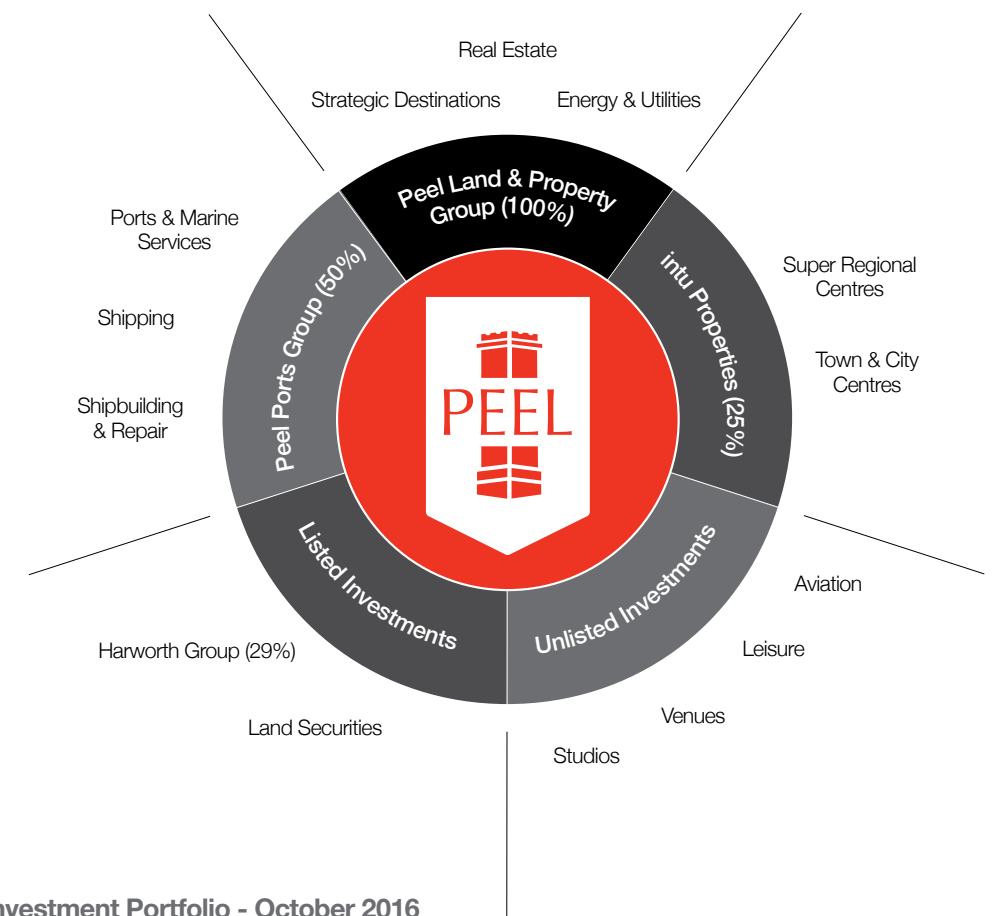 Real Estate
Strategic Destinations
Energy & Utilities
Peel Land & Property
Group (100%)
Ports & Marine
Services
Shipping
Shipbuilding
& Repair
Peel Ports Group (50%)
intu Properties (25%)
Super Regional
Centres
Town & City
Centres
PEEL
Listed Investments
Unlisted Investments
Harworth Group (29%)
Land Securities
Aviation
Leisure
Venues
Studios
nvestment Portfolio - October 2016